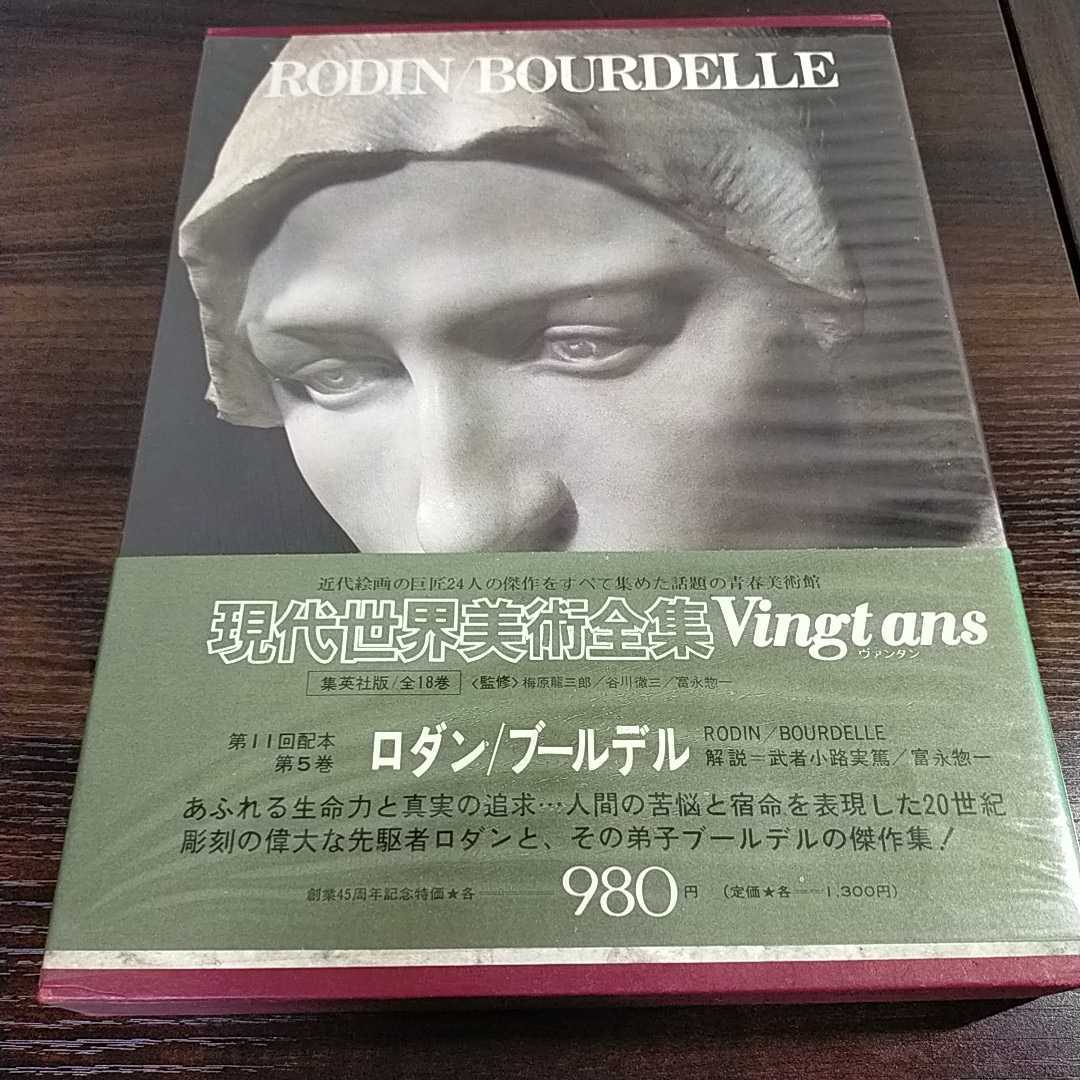 RODIN/BOURDELLE
近代絵画の巨匠24人の傑作をすべて集めた話題の青春美術館
現代世界美術全集 Vingt ans
ヴァンタン
集英社版/全18巻 〈監修〉梅原龍三郎/谷川徹三/富永惣一
第11回配本
第5巻
ロダン/ブールデル
RODIN/BOURDELLE
解説=武者小路実篤/富永惣一
あふれる生命力と真実の追求…人間の苦悩と宿命を表現した20世紀
彫刻の偉大な先駆者ロダンと、その弟子ブールデルの傑作集!
創業45周年記念特価★各──980円 (定価★各──1,300円)